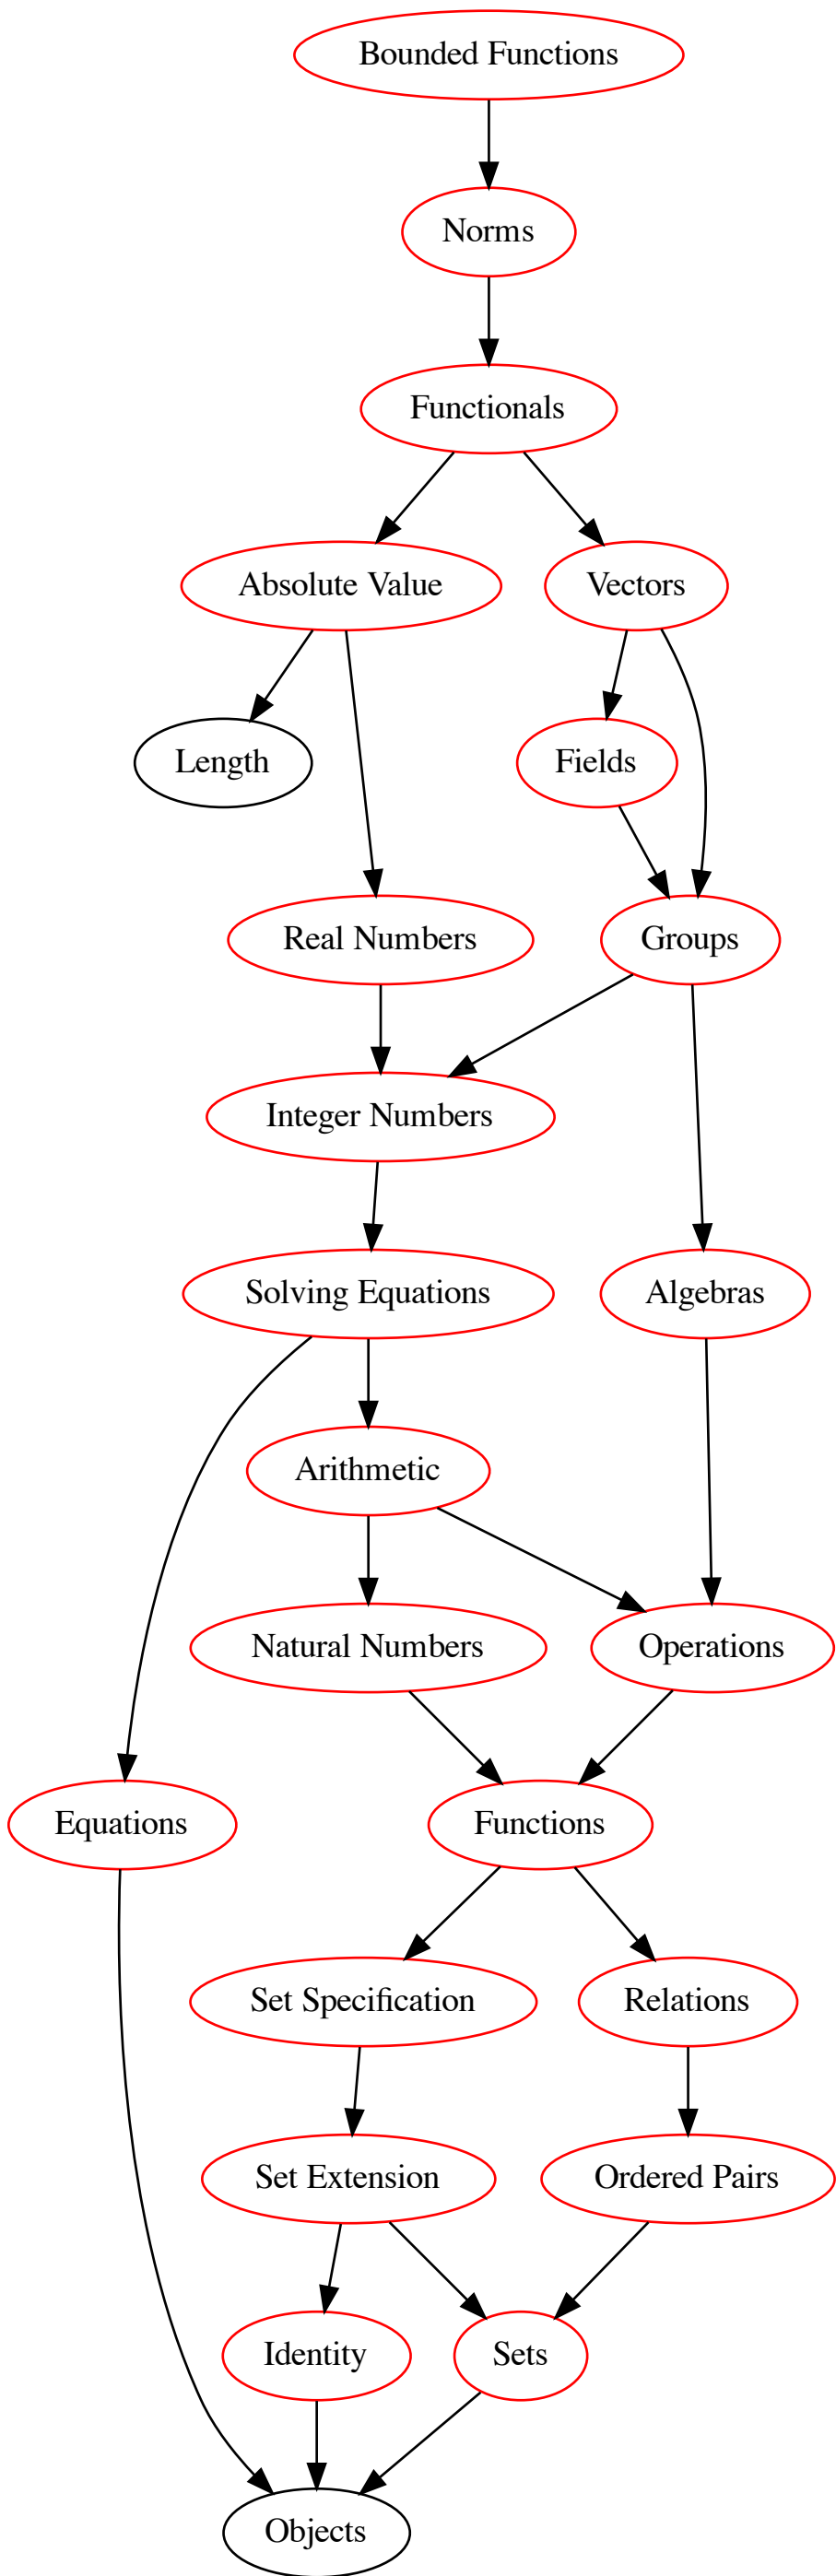 Bounded Functions
Norms
Functionals
Absolute Value
Vectors
Length
Fields
Real Numbers
Groups
Integer Numbers
Solving Equations
Algebras
Arithmetic
Natural Numbers
Operations
Equations
Functions
Set Specification
Relations
Set Extension
Ordered Pairs
Identity
Sets
Objects